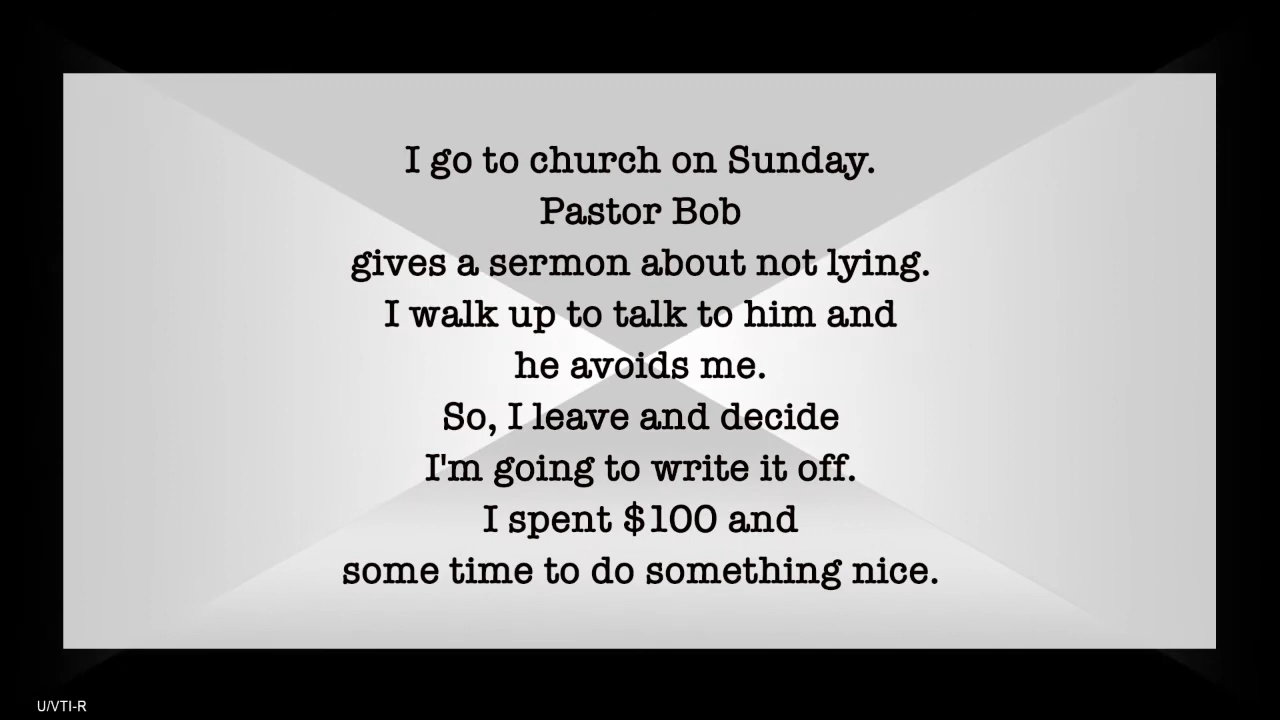 I go to church on Sunday.
Pastor Bob
gives a sermon about not lying.
I walk up to talk to him and
he avoids me.
So, I leave and decide
I'm going to write it off.
I spent $100 and
some time to do something nice.
U/VTI-R